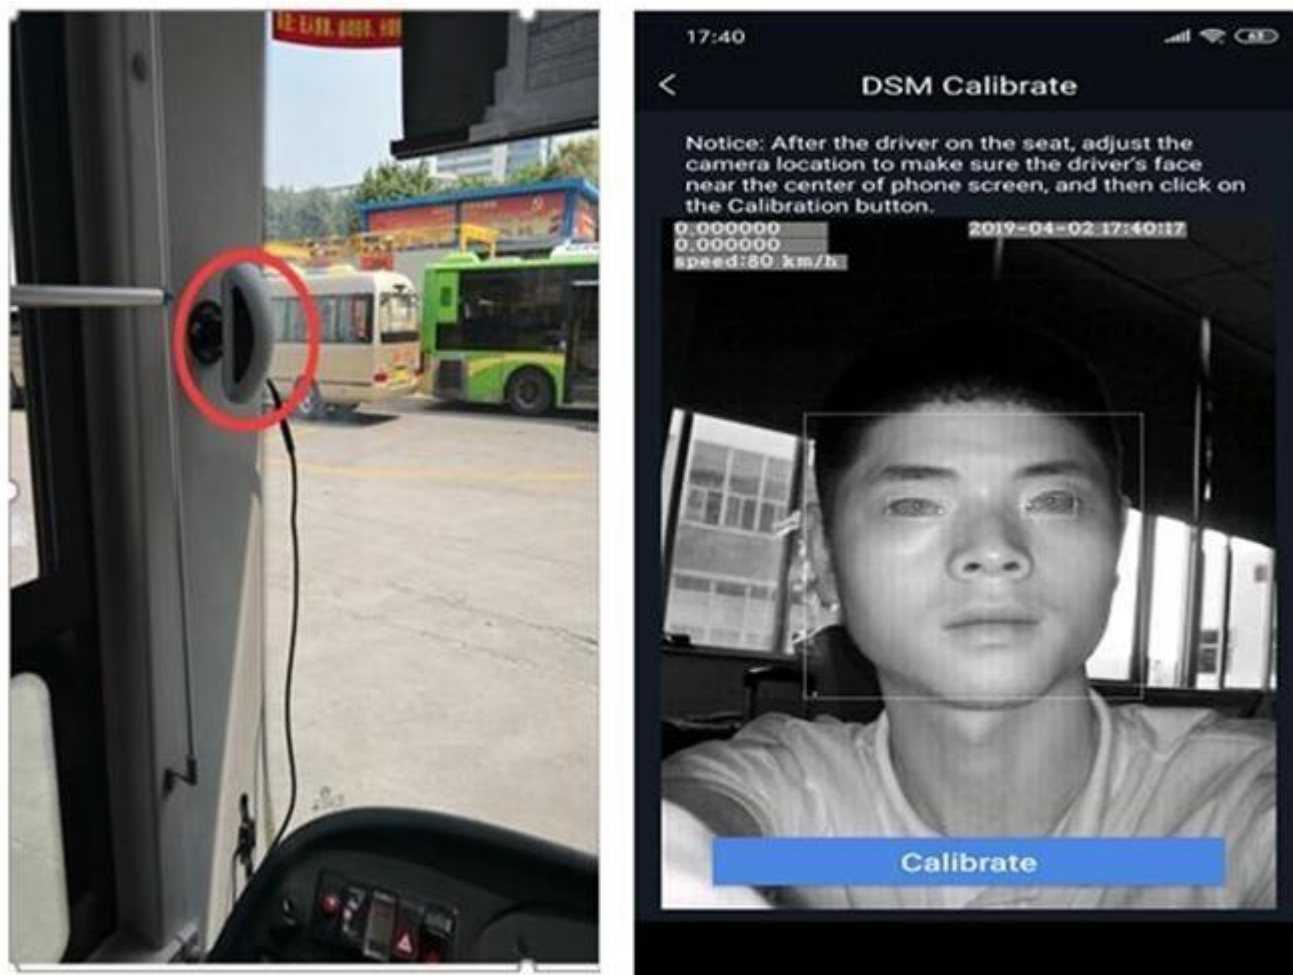 17:40
63
DSM Calibrate
Notice: After the driver on the seat, adjust the
camera location to make sure the driver's face
near the center of phone screen, and then click on
the Calibration button.
0.000000
2019-04-02 17:40:17
0.000000
speed:80 km/h
Calibrate